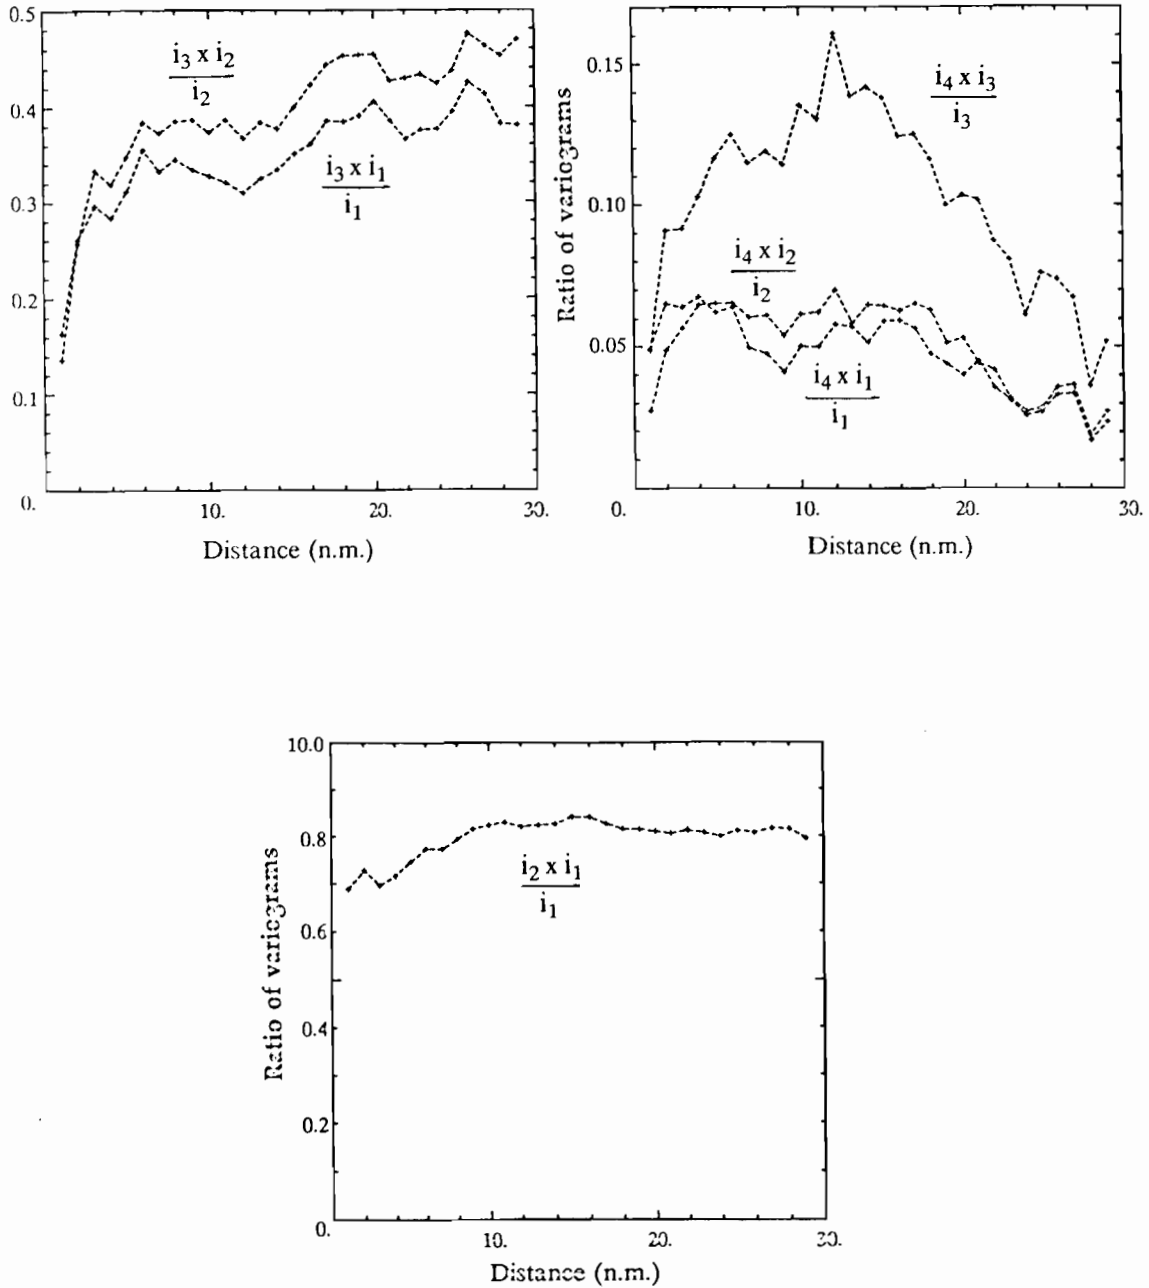 0.5
0.4
0.3
0.2
0.1
0.
10.
20.
30.
i3 x i2
i2
i3 x i1
i1
Distance (n.m.)
Ratio of variograms
0.15
0.10
0.05
0.
10.
20.
30.
i4 x i3
i3
i4 x i2
i2
i4 x i1
i1
Distance (n.m.)
Ratio of variograms
10.0
0.8
0.6
0.4
0.2
0.
10.
20.
30.
i2 x i1
i1
Distance (n.m.)